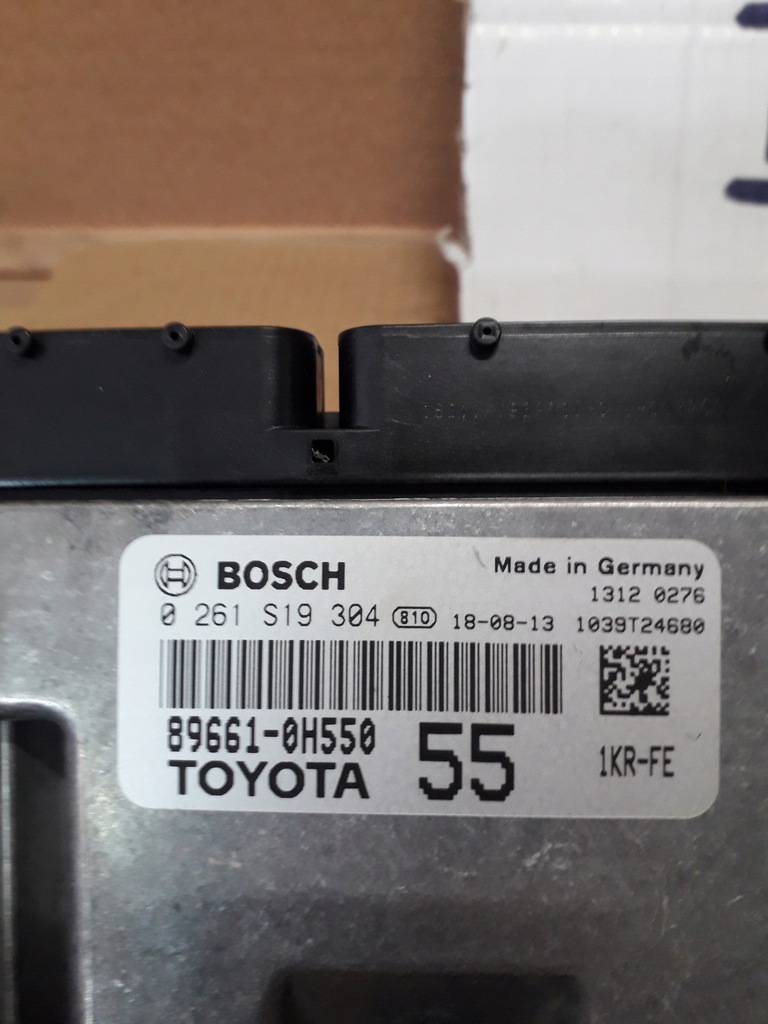 BOSCH
Made in Germany
1312 0276
0 261 S19 304 810 18-08-13 1039T24680
89661-0H550
TOYOTA
55
1KR-FE